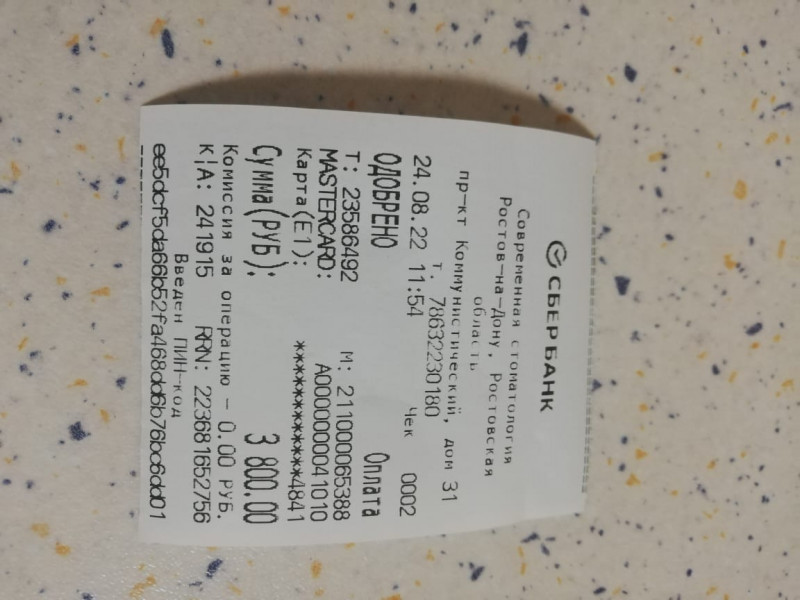 СБЕРБАНК
Современная стоматология
Ростов-на-Дону, Ростовская
область
пр-кт Коммунистический, дом 31
т. 78632230180
24.08.22 11:54 Чек 0002
ОДОБРЕНО Оплата
Т: 23586492 М: 211000065388
MASTERCARD: A0000000041010
Карта(E1): ************4841
Сумма(РУБ): 3 800.00
Комиссия за операцию – 0.00 РУБ.
К|А: 241915 RRN: 223681652756
Введен ПИН-код
ee5dcf5da66b52fa468dd6b76bc6dd01